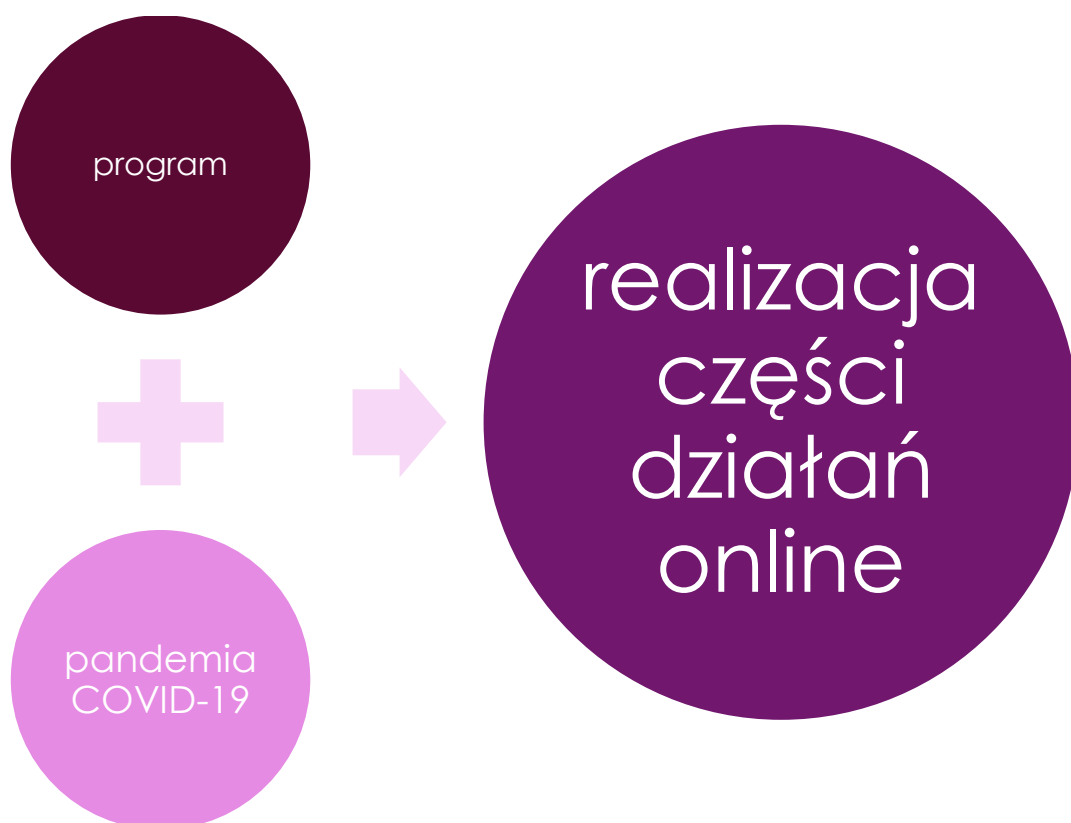 program
pandemia
COVID-19
realizacja
części
działań
online